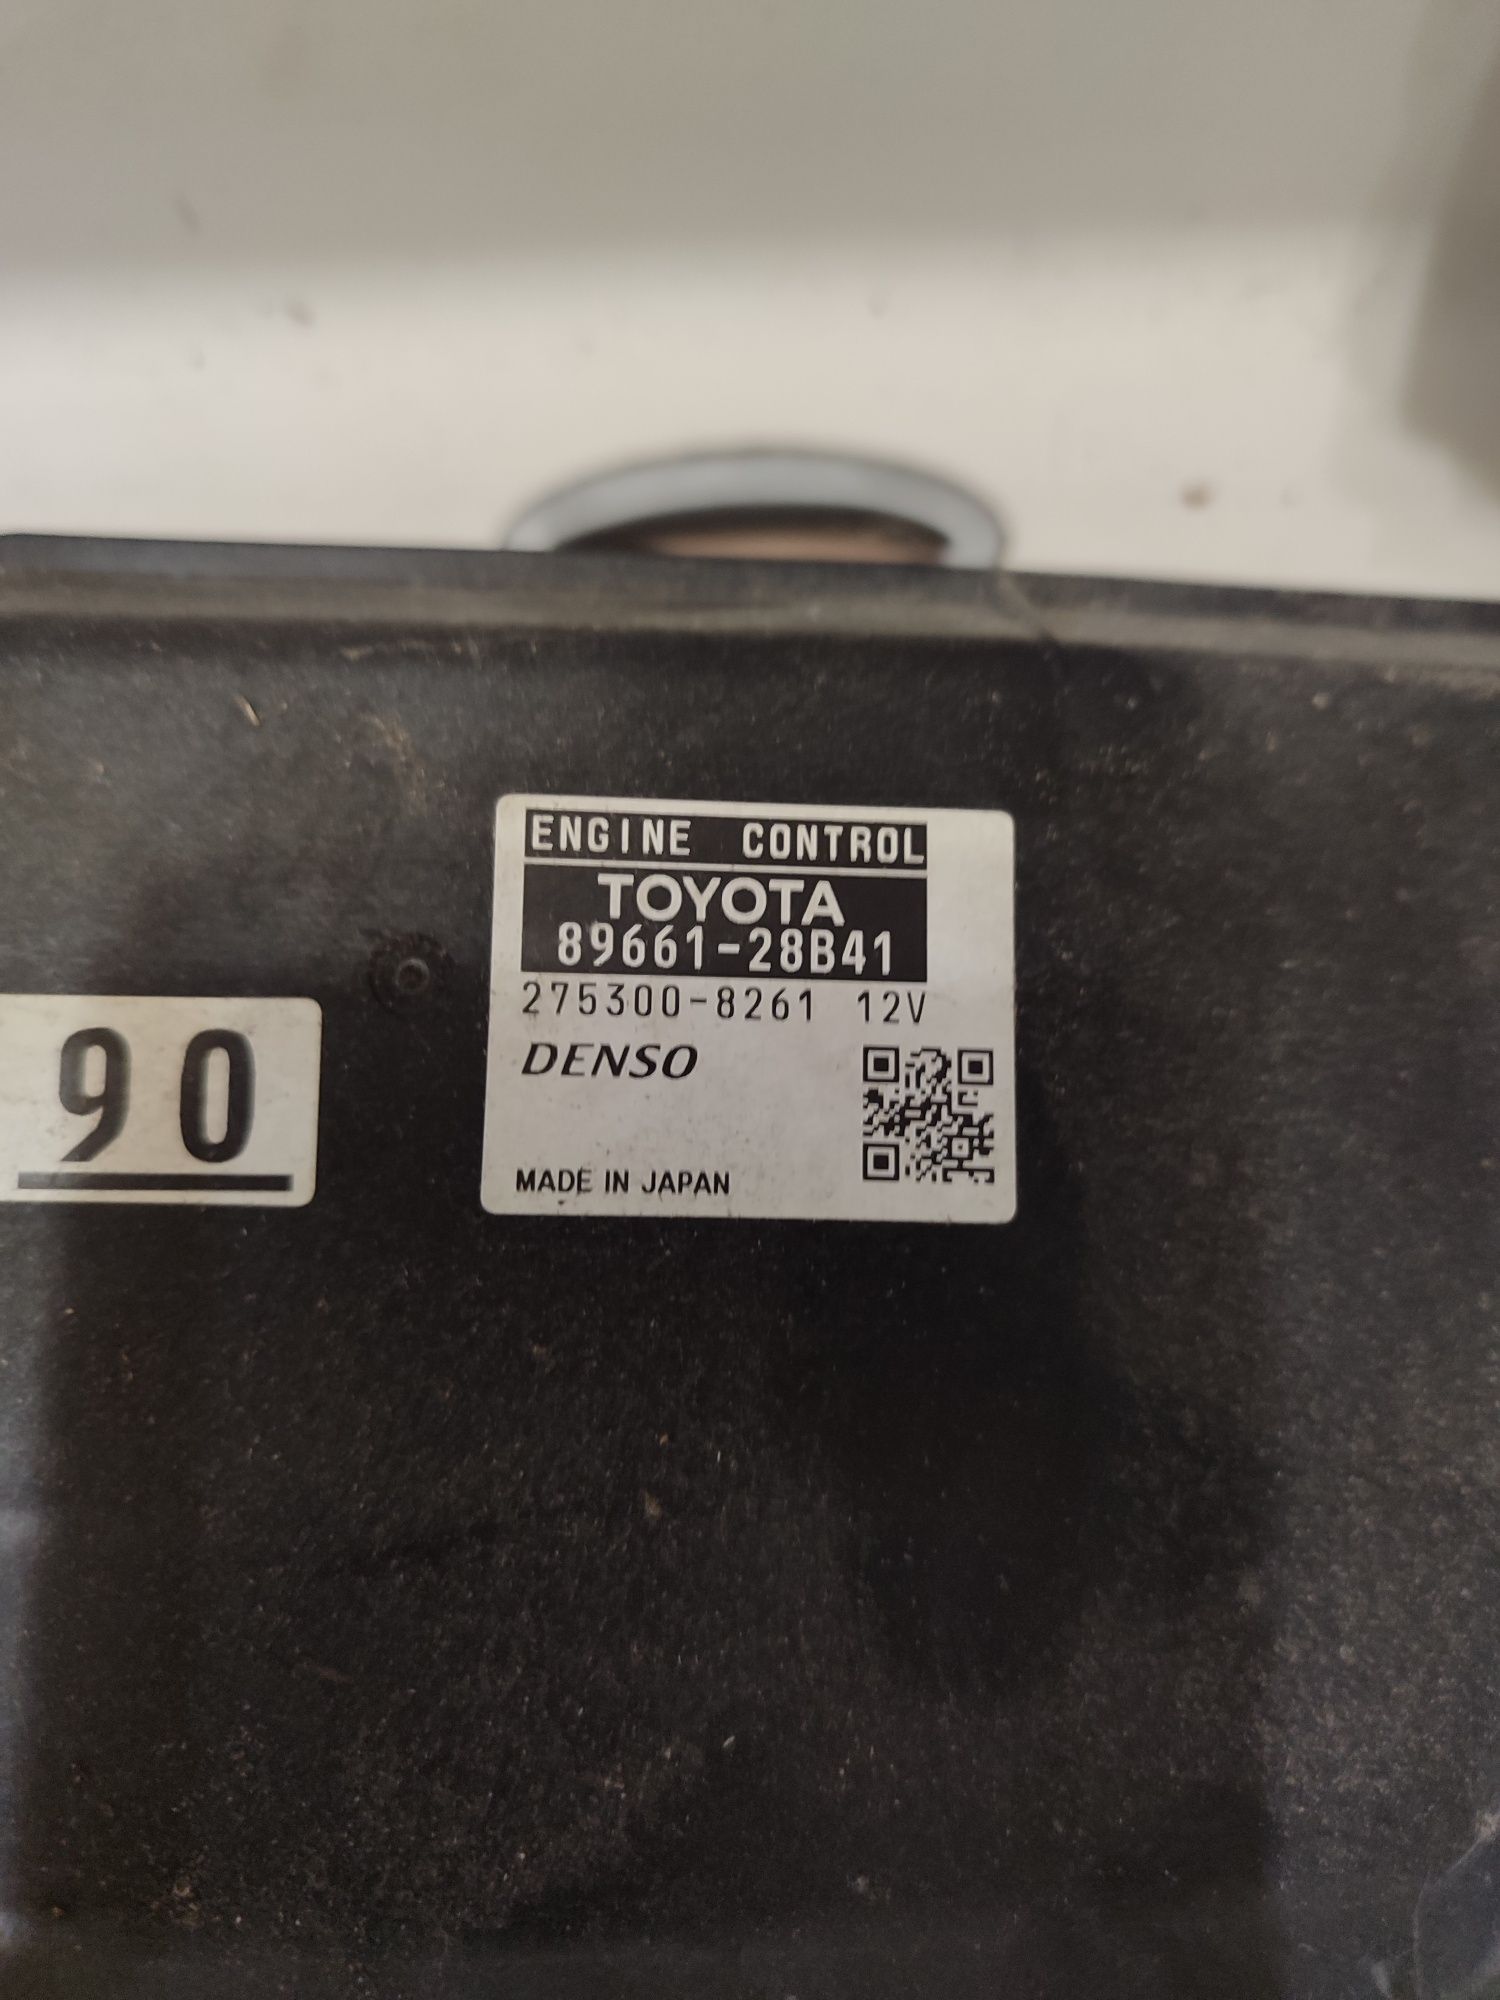 ENGINE CONTROL
TOYOTA
89661-28B41
275300-8261 12V
DENSO
MADE IN JAPAN
90